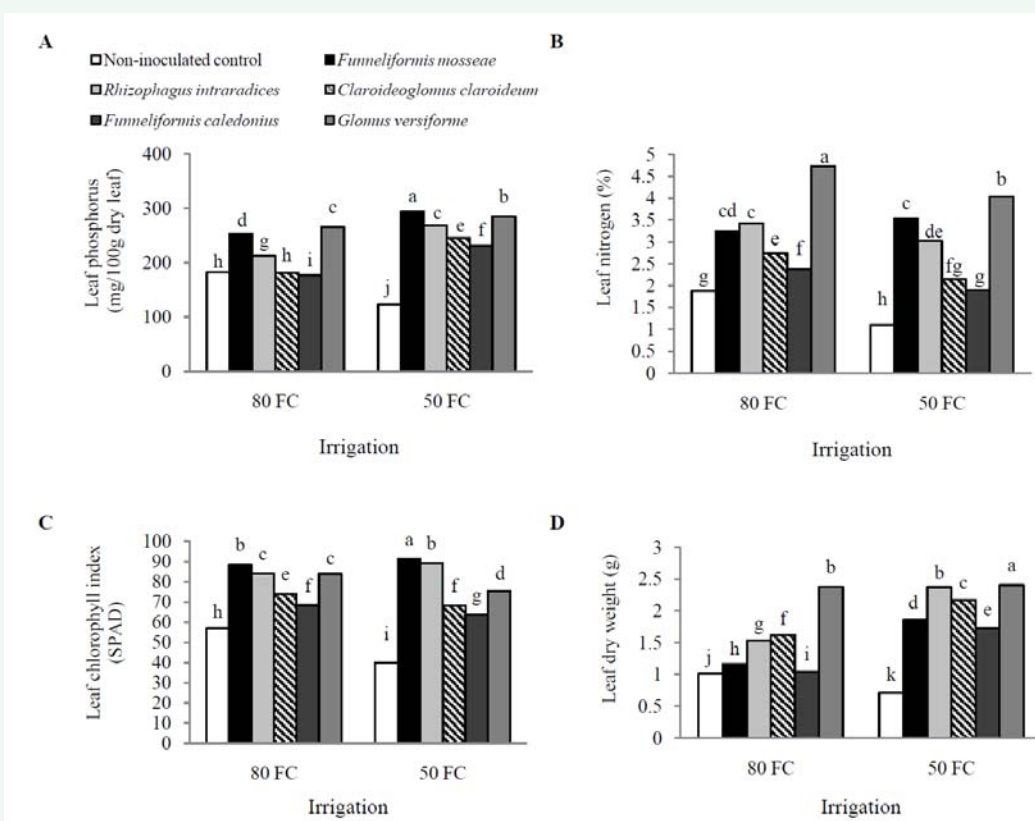 A
B
Non-inoculated control
Funneliformis mosseae
Rhizophagus intraradices
Claroideoglomus claroideum
Funneliformis caledonius
Glomus versiforme
Leaf phosphorus
(mg/100g dry leaf)
400
300
200
100
0
h d g h i c
j a c e f b
80 FC
50 FC
Irrigation
Leaf nitrogen (%)
5
4.5
4
3.5
3
2.5
2
1.5
1
0.5
0
g cd c e f a
h c de fg g b
80 FC
50 FC
Irrigation
C
D
Leaf chlorophyll index
(SPAD)
100
90
80
70
60
50
40
30
20
10
0
h b c e f c
i a b f g d
80 FC
50 FC
Irrigation
Leaf dry weight (g)
3
2.5
2
1.5
1
0.5
0
j h g f i b
k d b c e a
80 FC
50 FC
Irrigation